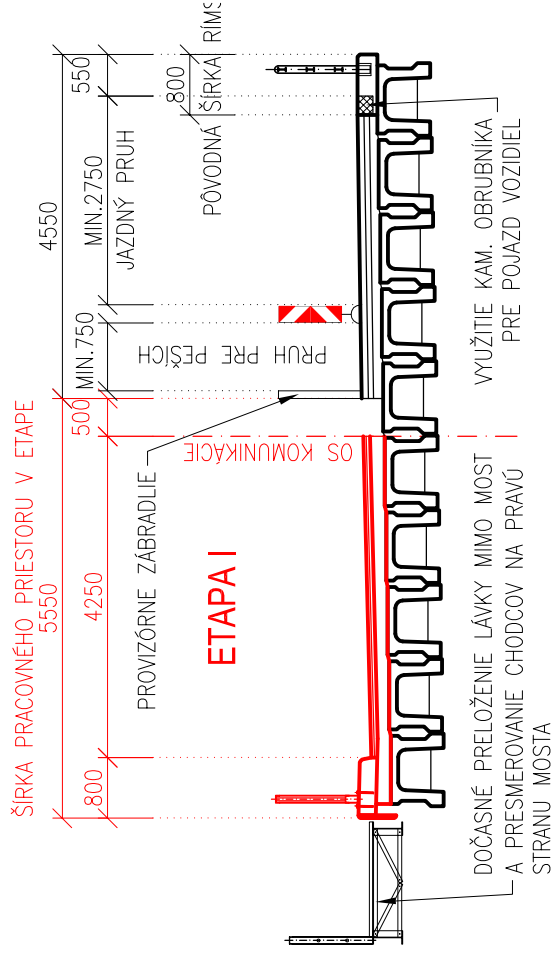 ŠÍRKA PRACOVNÉHO PRIESTORU V ETAPE
5550
4550
800
4250
500
MIN.750
MIN.2750
JAZDNÝ PRUH
550
PROVIZÓRNE ZÁBRADLIE
PRUH PRE PEŠÍCH
800
PÔVODNÁ ŠÍRKA RÍMS
ETAPA I
OS KOMUNIKÁCIE
DOČASNÉ PRELOŽENIE LÁVKY MIMO MOST
A PRESMEROVANIE CHODCOV NA PRAVÚ
STRANU MOSTA
VYUŽITIE KAM. OBRUBNÍKA
PRE POJAZD VOZIDIEL